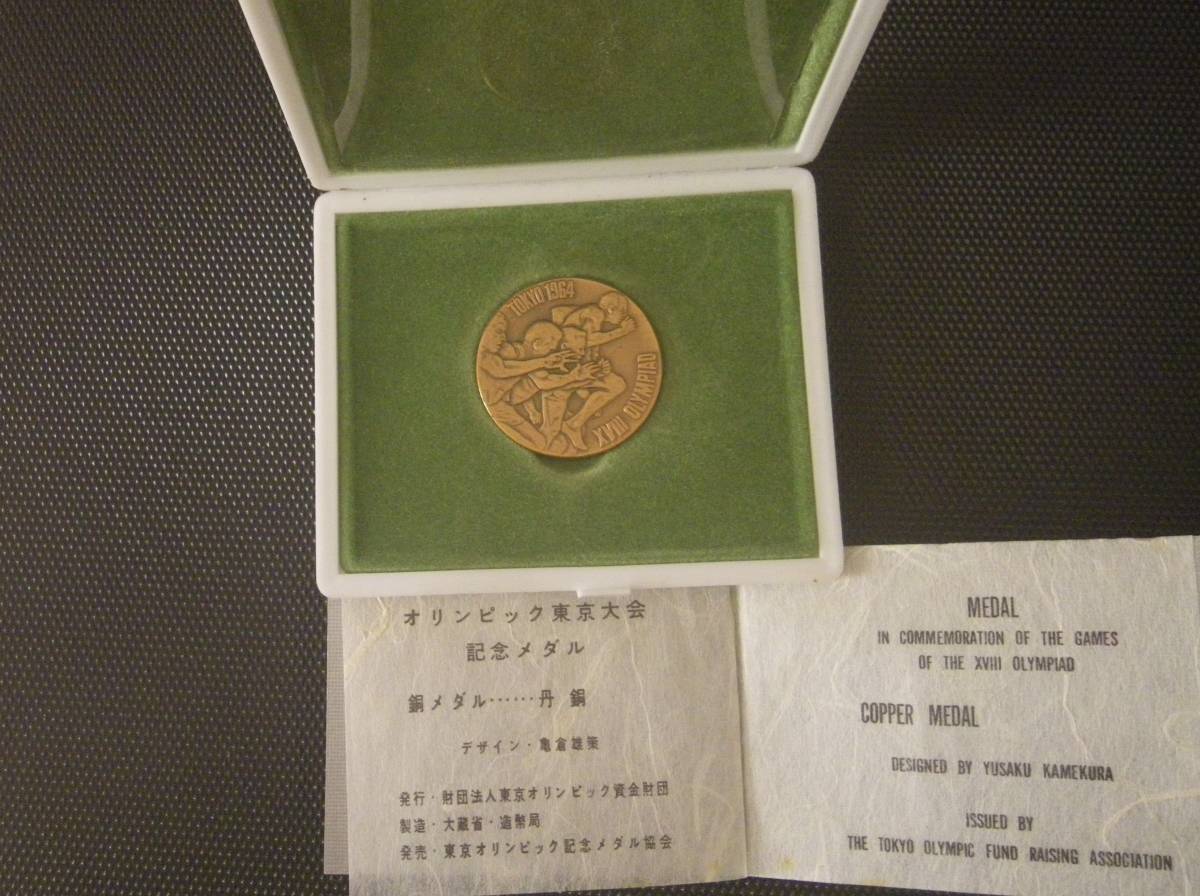 TOKYO 1964
XVIII OLYMPIAD
オリンピック東京大会
記念メダル
銅メダル……丹 銅
デザイン・亀倉雄策
発行・財団法人東京オリンピック資金財団
製造・大蔵省・造幣局
発売・東京オリンピック記念メダル協会
MEDAL
IN COMMEMORATION OF THE GAMES
OF THE XVIII OLYMPIAD
COPPER MEDAL
DESIGNED BY YUSAKU KAMEKURA
ISSUED BY
THE TOKYO OLYMPIC FUND RAISING ASSOCIATION